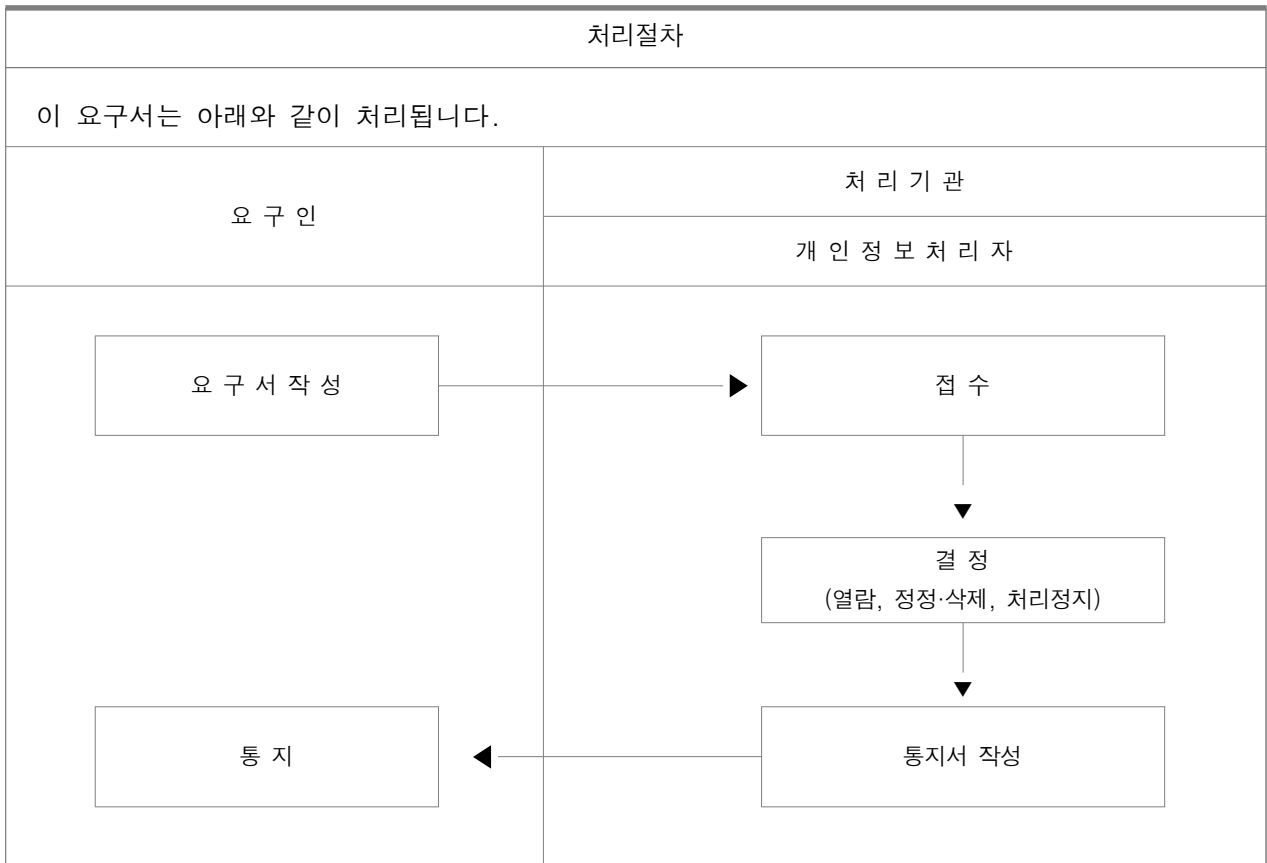 처리절차
이 요구서는 아래와 같이 처리됩니다.
요 구 인
처 리 기 관
개 인 정 보 처 리 자
요 구 서 작 성
접 수
결 정
(열람, 정정·삭제, 처리정지)
통 지
통지서 작성